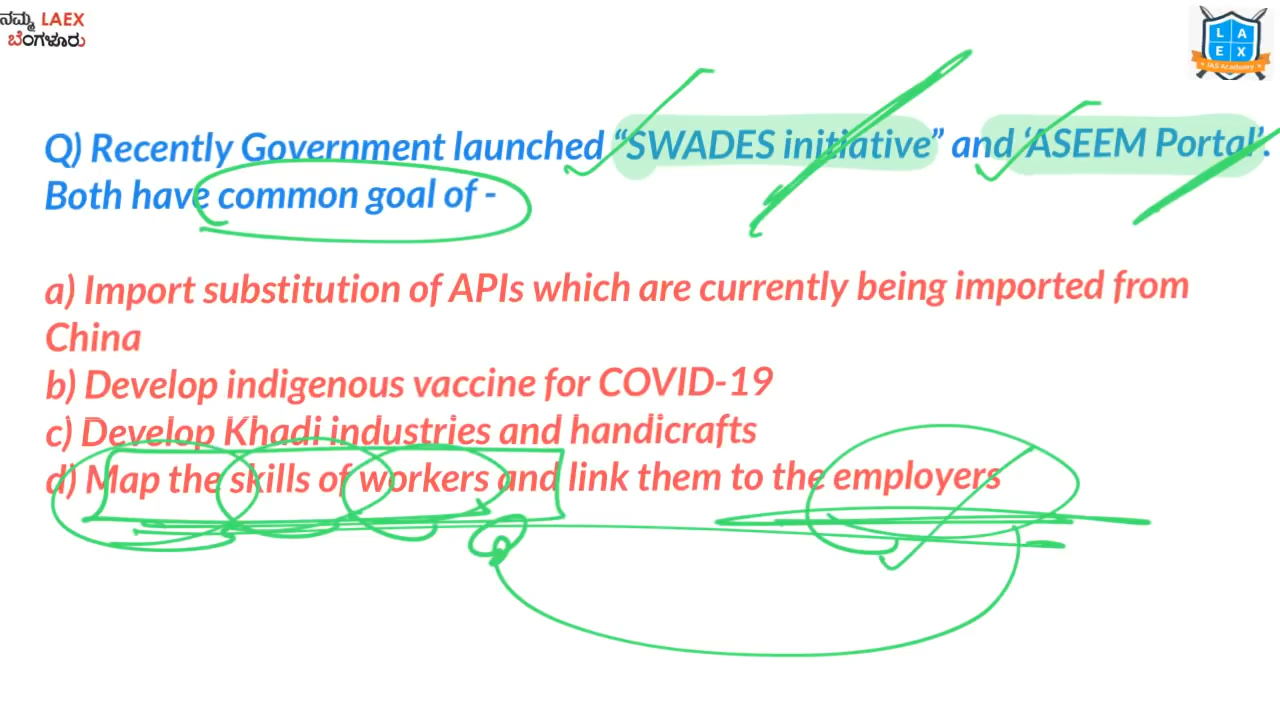 ನಮ್ಮ LAEX
ಬೆಂಗಳೂರು
L A
E X
IAS Academy
Q) Recently Government launched “SWADES initiative” and ‘ASEEM Portal’.
Both have common goal of -
a) Import substitution of APIs which are currently being imported from
China
b) Develop indigenous vaccine for COVID-19
c) Develop Khadi industries and handicrafts
d) Map the skills of workers and link them to the employers